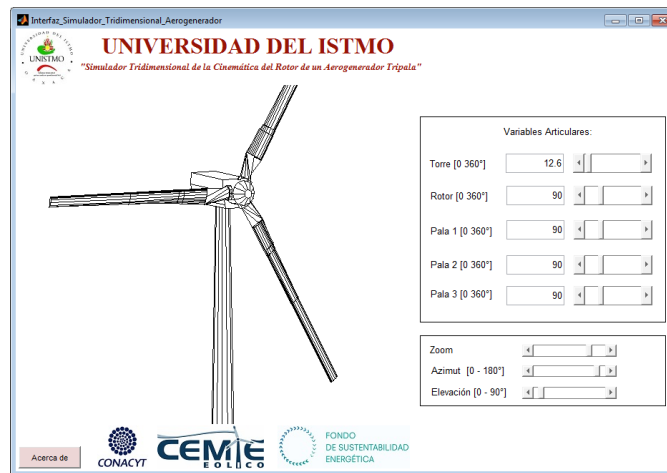 Interfaz_Simulador_Tridimensional_Aerogenerador
UNISTMO
UNIVERSIDAD DEL ISTMO
"Simulador Tridimensional de la Cinemática del Rotor de un Aerogenerador Tripala"
Variables Articulares:
Torre [0 360°] 12.6
Rotor [0 360°] 90
Pala 1 [0 360°] 90
Pala 2 [0 360°] 90
Pala 3 [0 360°] 90
Zoom
Azimut [0 - 180°]
Elevación [0 - 90°]
Acerca de
CONACYT
CEMIE
EOLICO
FONDO
DE SUSTENTABILIDAD
ENERGÉTICA